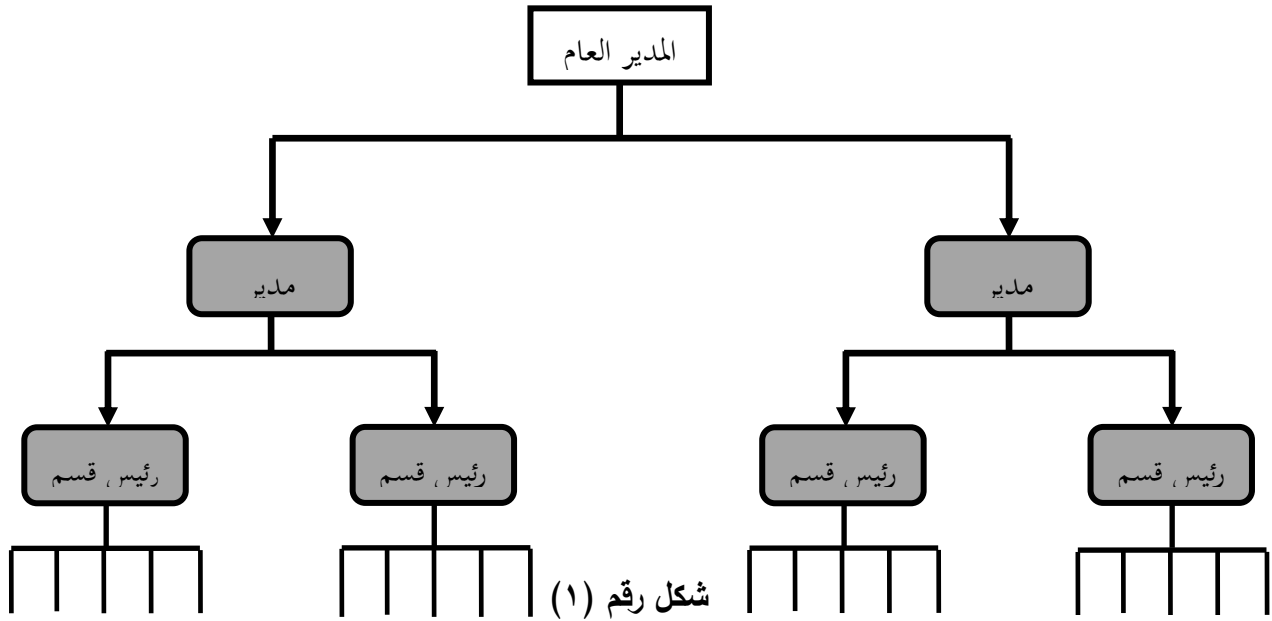 المدير العام
مدير
مدير
رئيس قسم
رئيس قسم
رئيس قسم
رئيس قسم
شكل رقم (١)